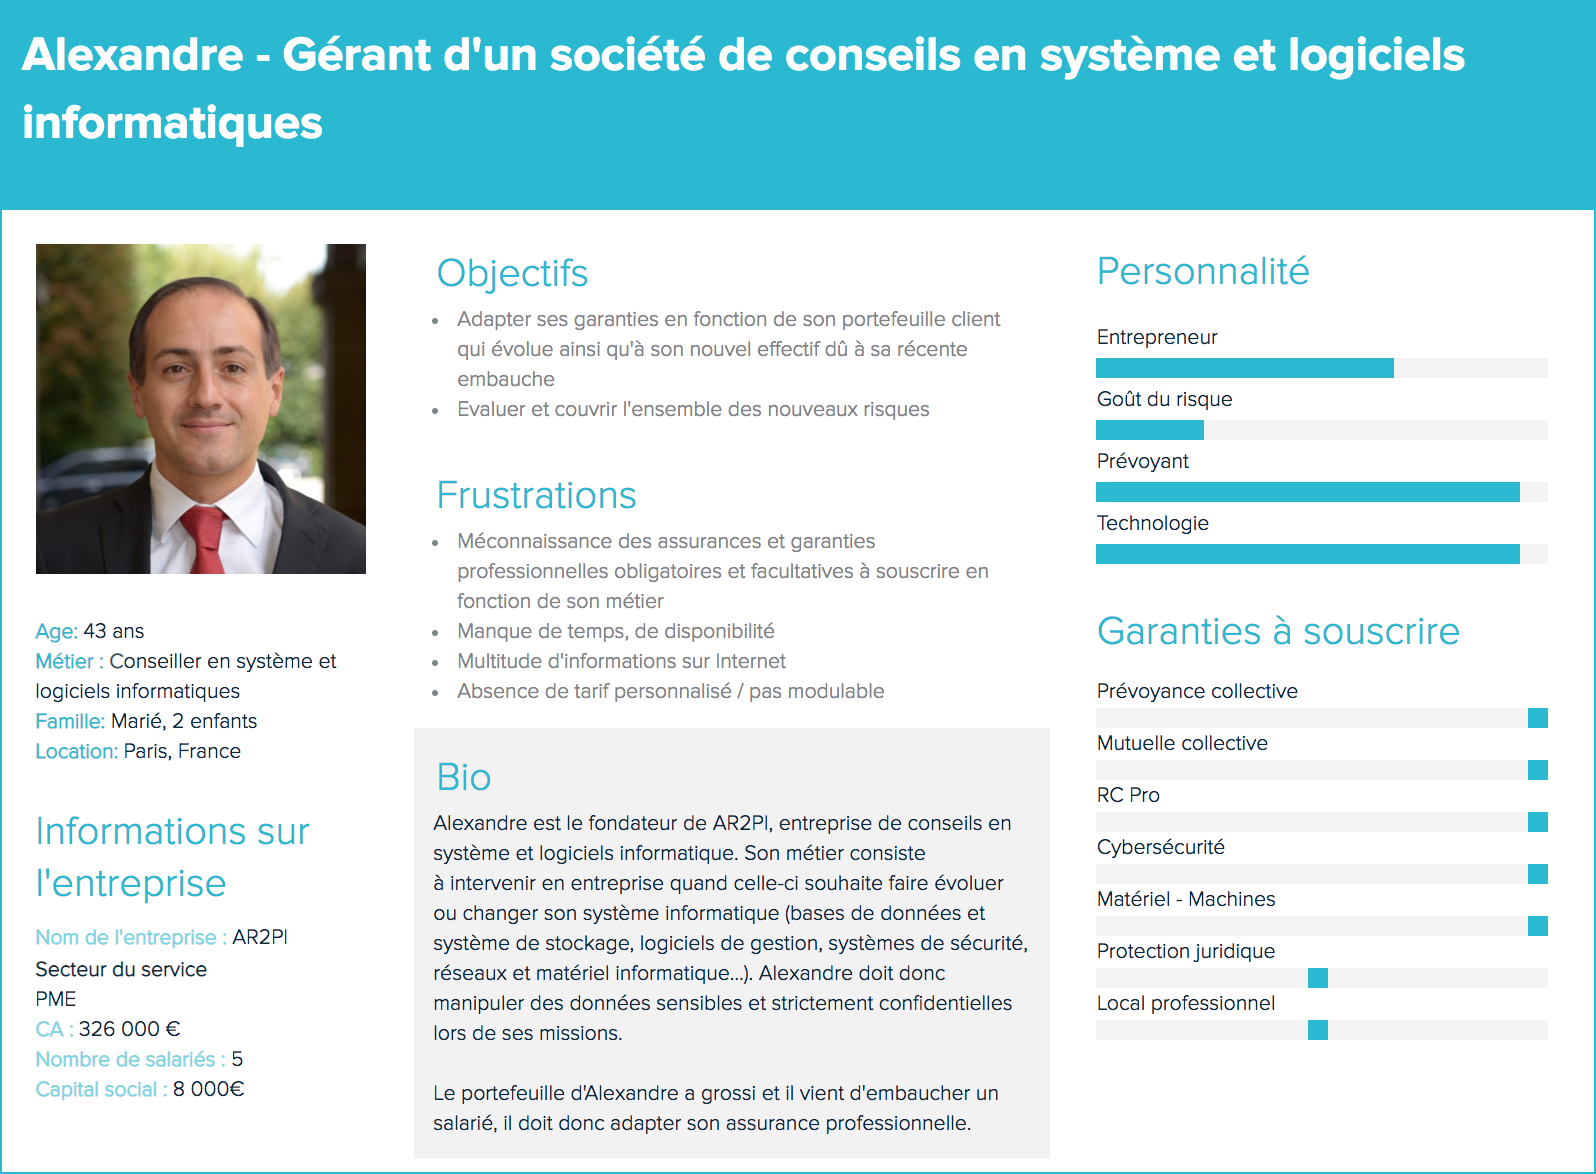 Alexandre - Gérant d'un société de conseils en système et logiciels
informatiques
Age: 43 ans
Métier : Conseiller en système et
logiciels informatiques
Famille: Marié, 2 enfants
Location: Paris, France
Informations sur
l'entreprise
Nom de l'entreprise : AR2PI
Secteur du service
PME
CA : 326 000 €
Nombre de salariés : 5
Capital social : 8 000€
Objectifs
• Adapter ses garanties en fonction de son portefeuille client
qui évolue ainsi qu'à son nouvel effectif dû à sa récente
embauche
• Evaluer et couvrir l'ensemble des nouveaux risques
Frustrations
• Méconnaissance des assurances et garanties
professionnelles obligatoires et facultatives à souscrire en
fonction de son métier
• Manque de temps, de disponibilité
• Multitude d'informations sur Internet
• Absence de tarif personnalisé / pas modulable
Bio
Alexandre est le fondateur de AR2PI, entreprise de conseils en
système et logiciels informatique. Son métier consiste
à intervenir en entreprise quand celle-ci souhaite faire évoluer
ou changer son système informatique (bases de données et
système de stockage, logiciels de gestion, systèmes de sécurité,
réseaux et matériel informatique...). Alexandre doit donc
manipuler des données sensibles et strictement confidentielles
lors de ses missions.
Le portefeuille d'Alexandre a grossi et il vient d'embaucher un
salarié, il doit donc adapter son assurance professionnelle.
Personnalité
Entrepreneur
Goût du risque
Prévoyant
Technologie
Garanties à souscrire
Prévoyance collective
Mutuelle collective
RC Pro
Cybersécurité
Matériel - Machines
Protection juridique
Local professionnel